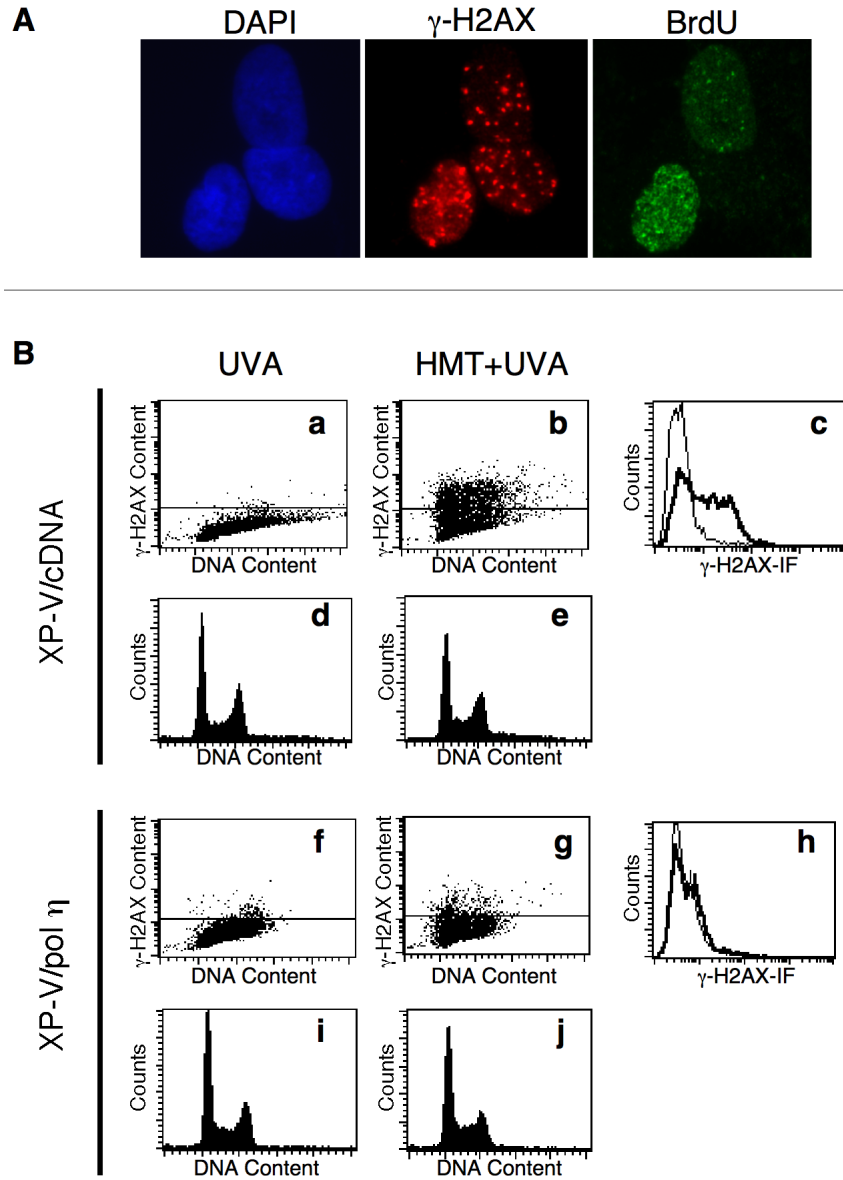 A
DAPI
γ-H2AX
BrdU
B
UVA
HMT+UVA
XP-V/cDNA
a
γ-H2AX Content
DNA Content
b
γ-H2AX Content
DNA Content
c
Counts
γ-H2AX-IF
d
Counts
DNA Content
e
Counts
DNA Content
XP-V/pol η
f
γ-H2AX Content
DNA Content
g
γ-H2AX Content
DNA Content
h
Counts
γ-H2AX-IF
i
Counts
DNA Content
j
Counts
DNA Content